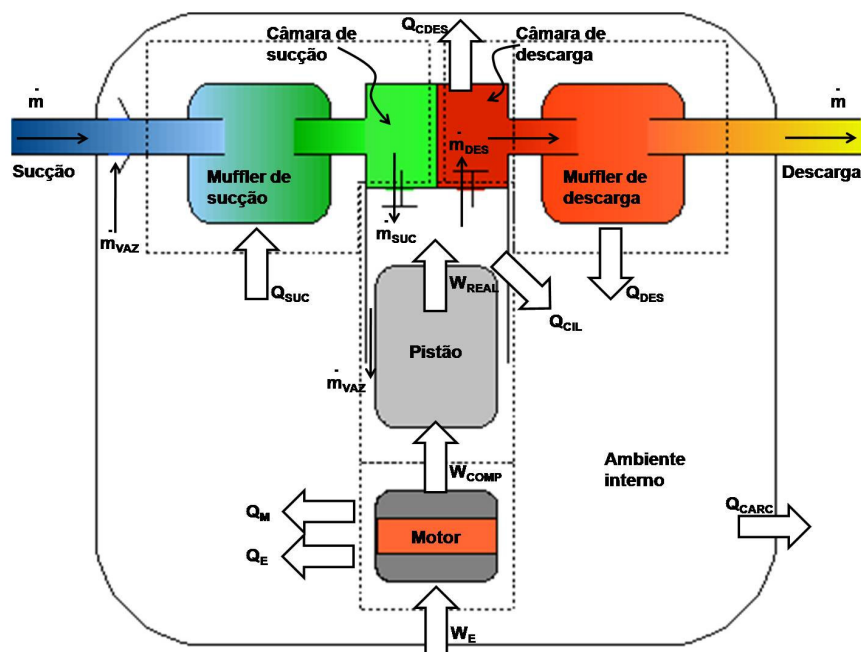 Q_CDES
Câmara de
sucção
Câmara de
descarga
ṁ
ṁ
ṁ_DES
Sucção
Muffler de
sucção
Muffler de
descarga
Descarga
ṁ_VAZ
ṁ_SUC
W_REAL
Q_SUC
Q_DES
Q_CIL
Pistão
ṁ_VAZ
Ambiente
interno
W_COMP
Q_CARC
Q_M
Motor
Q_E
W_E